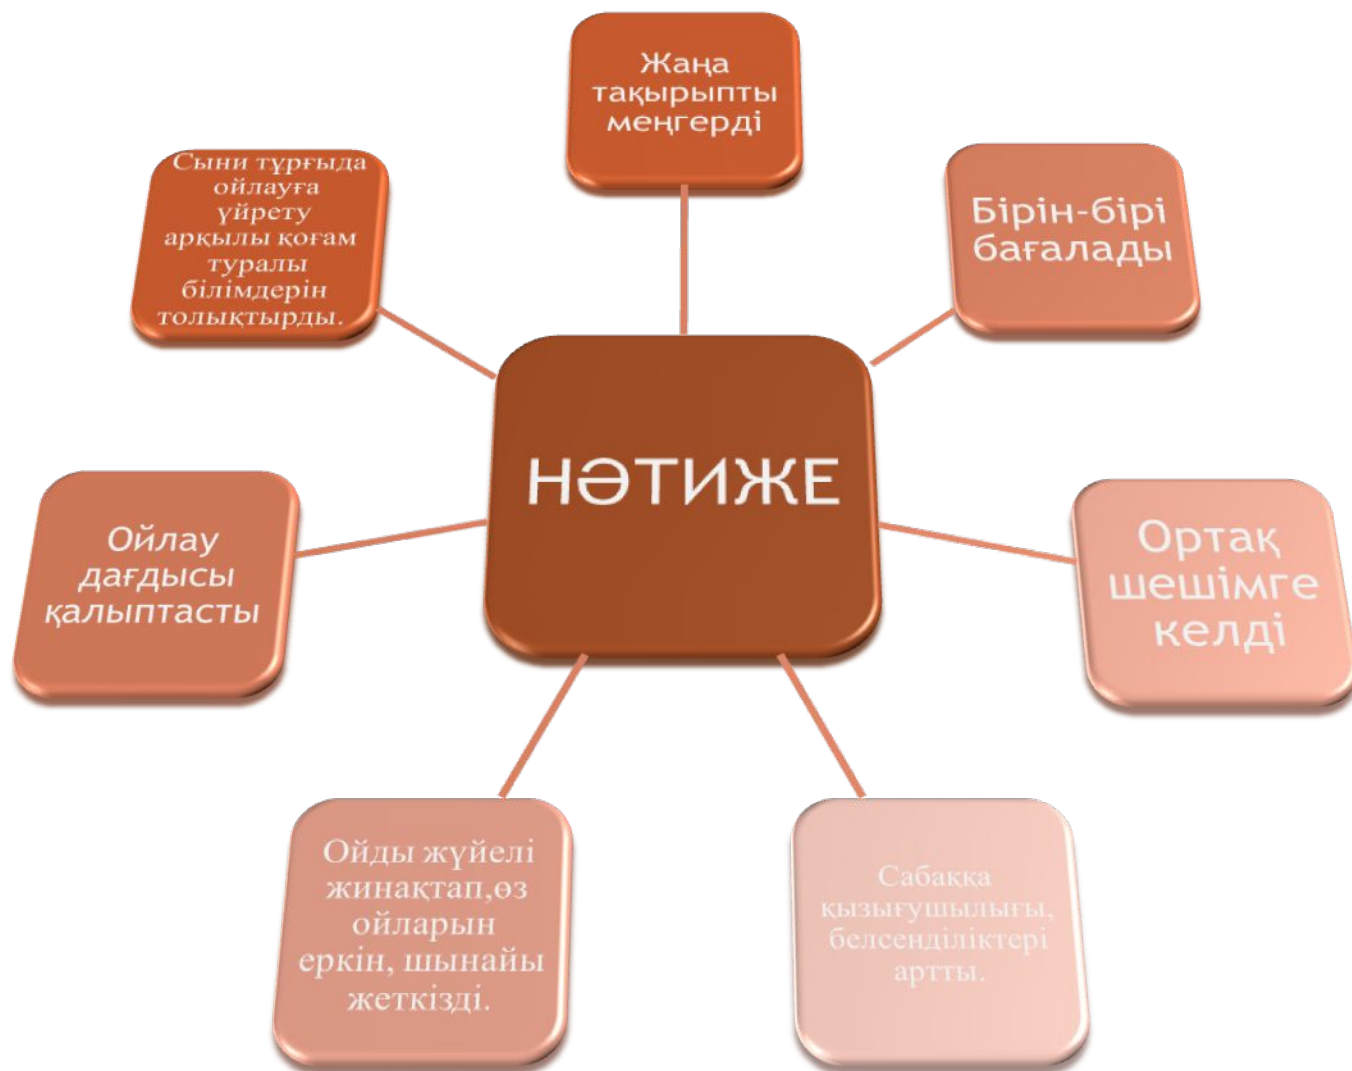 Жаңа
тақырыпты
меңгерді
Бірін-бірі
бағалады
Ортақ
шешімге
келді
Сабаққа
қызығушылығы,
белсенділіктері
артты.
Ойды жүйелі
жинақтап,өз
ойларын
еркін, шынайы
жеткізді.
Ойлау
дағдысы
қалыптасты
Сыни тұрғыда
ойлауға
үйрету
арқылы қоғам
туралы
білімдерін
толықтырды.
НӘТИЖЕ